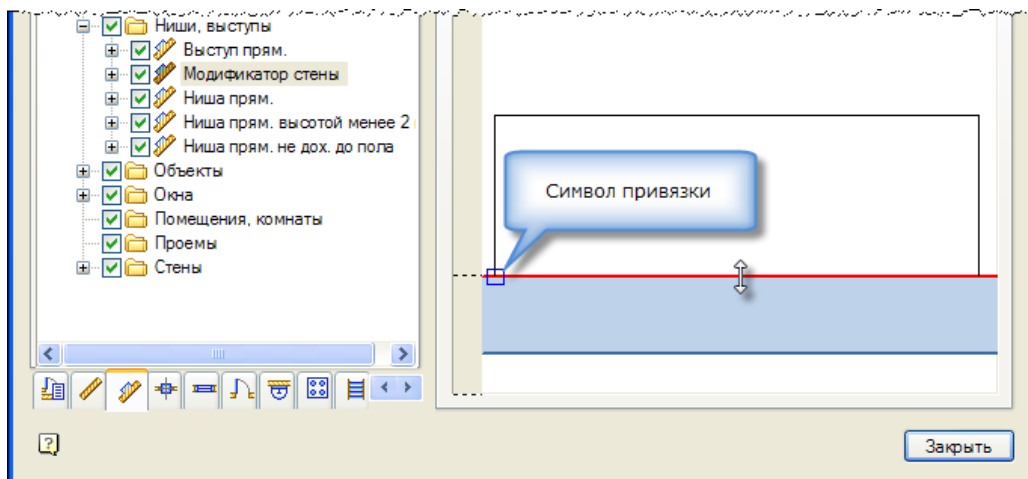 Ниши, выступы
Выступ прям.
Модификатор стены
Ниша прям.
Ниша прям. высотой менее 2
Ниша прям. не дох. до пола
Объекты
Окна
Помещения, комнаты
Проемы
Стены
Символ привязки
Закрыть